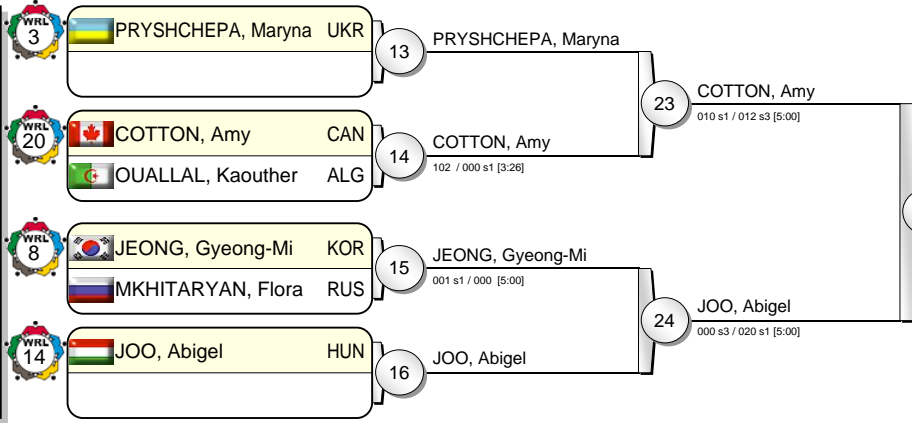 WRL
3
PRYSHCHEPA, Maryna UKR
13
PRYSHCHEPA, Maryna
WRL
20
COTTON, Amy CAN
OUALLAL, Kaouther ALG
14
COTTON, Amy
102 / 000 s1 [3:26]
23
COTTON, Amy
010 s1 / 012 s3 [5:00]
WRL
8
JEONG, Gyeong-Mi KOR
MKHITARYAN, Flora RUS
15
JEONG, Gyeong-Mi
001 s1 / 000 [5:00]
WRL
14
JOO, Abigel HUN
16
JOO, Abigel
24
JOO, Abigel
000 s3 / 020 s1 [5:00]